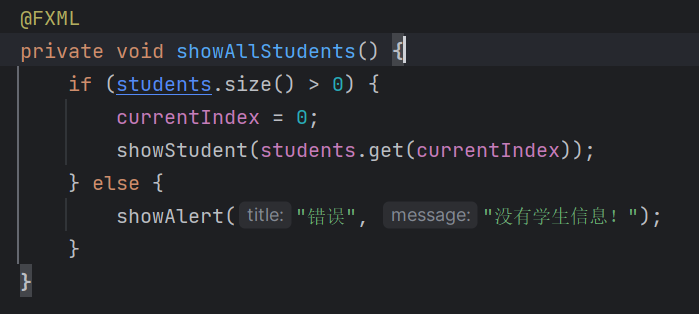 @FXML
private void showAllStudents() {
if (students.size() > 0) {
currentIndex = 0;
showStudent(students.get(currentIndex));
} else {
showAlert( title: "错误", message: "没有学生信息！");
}
}